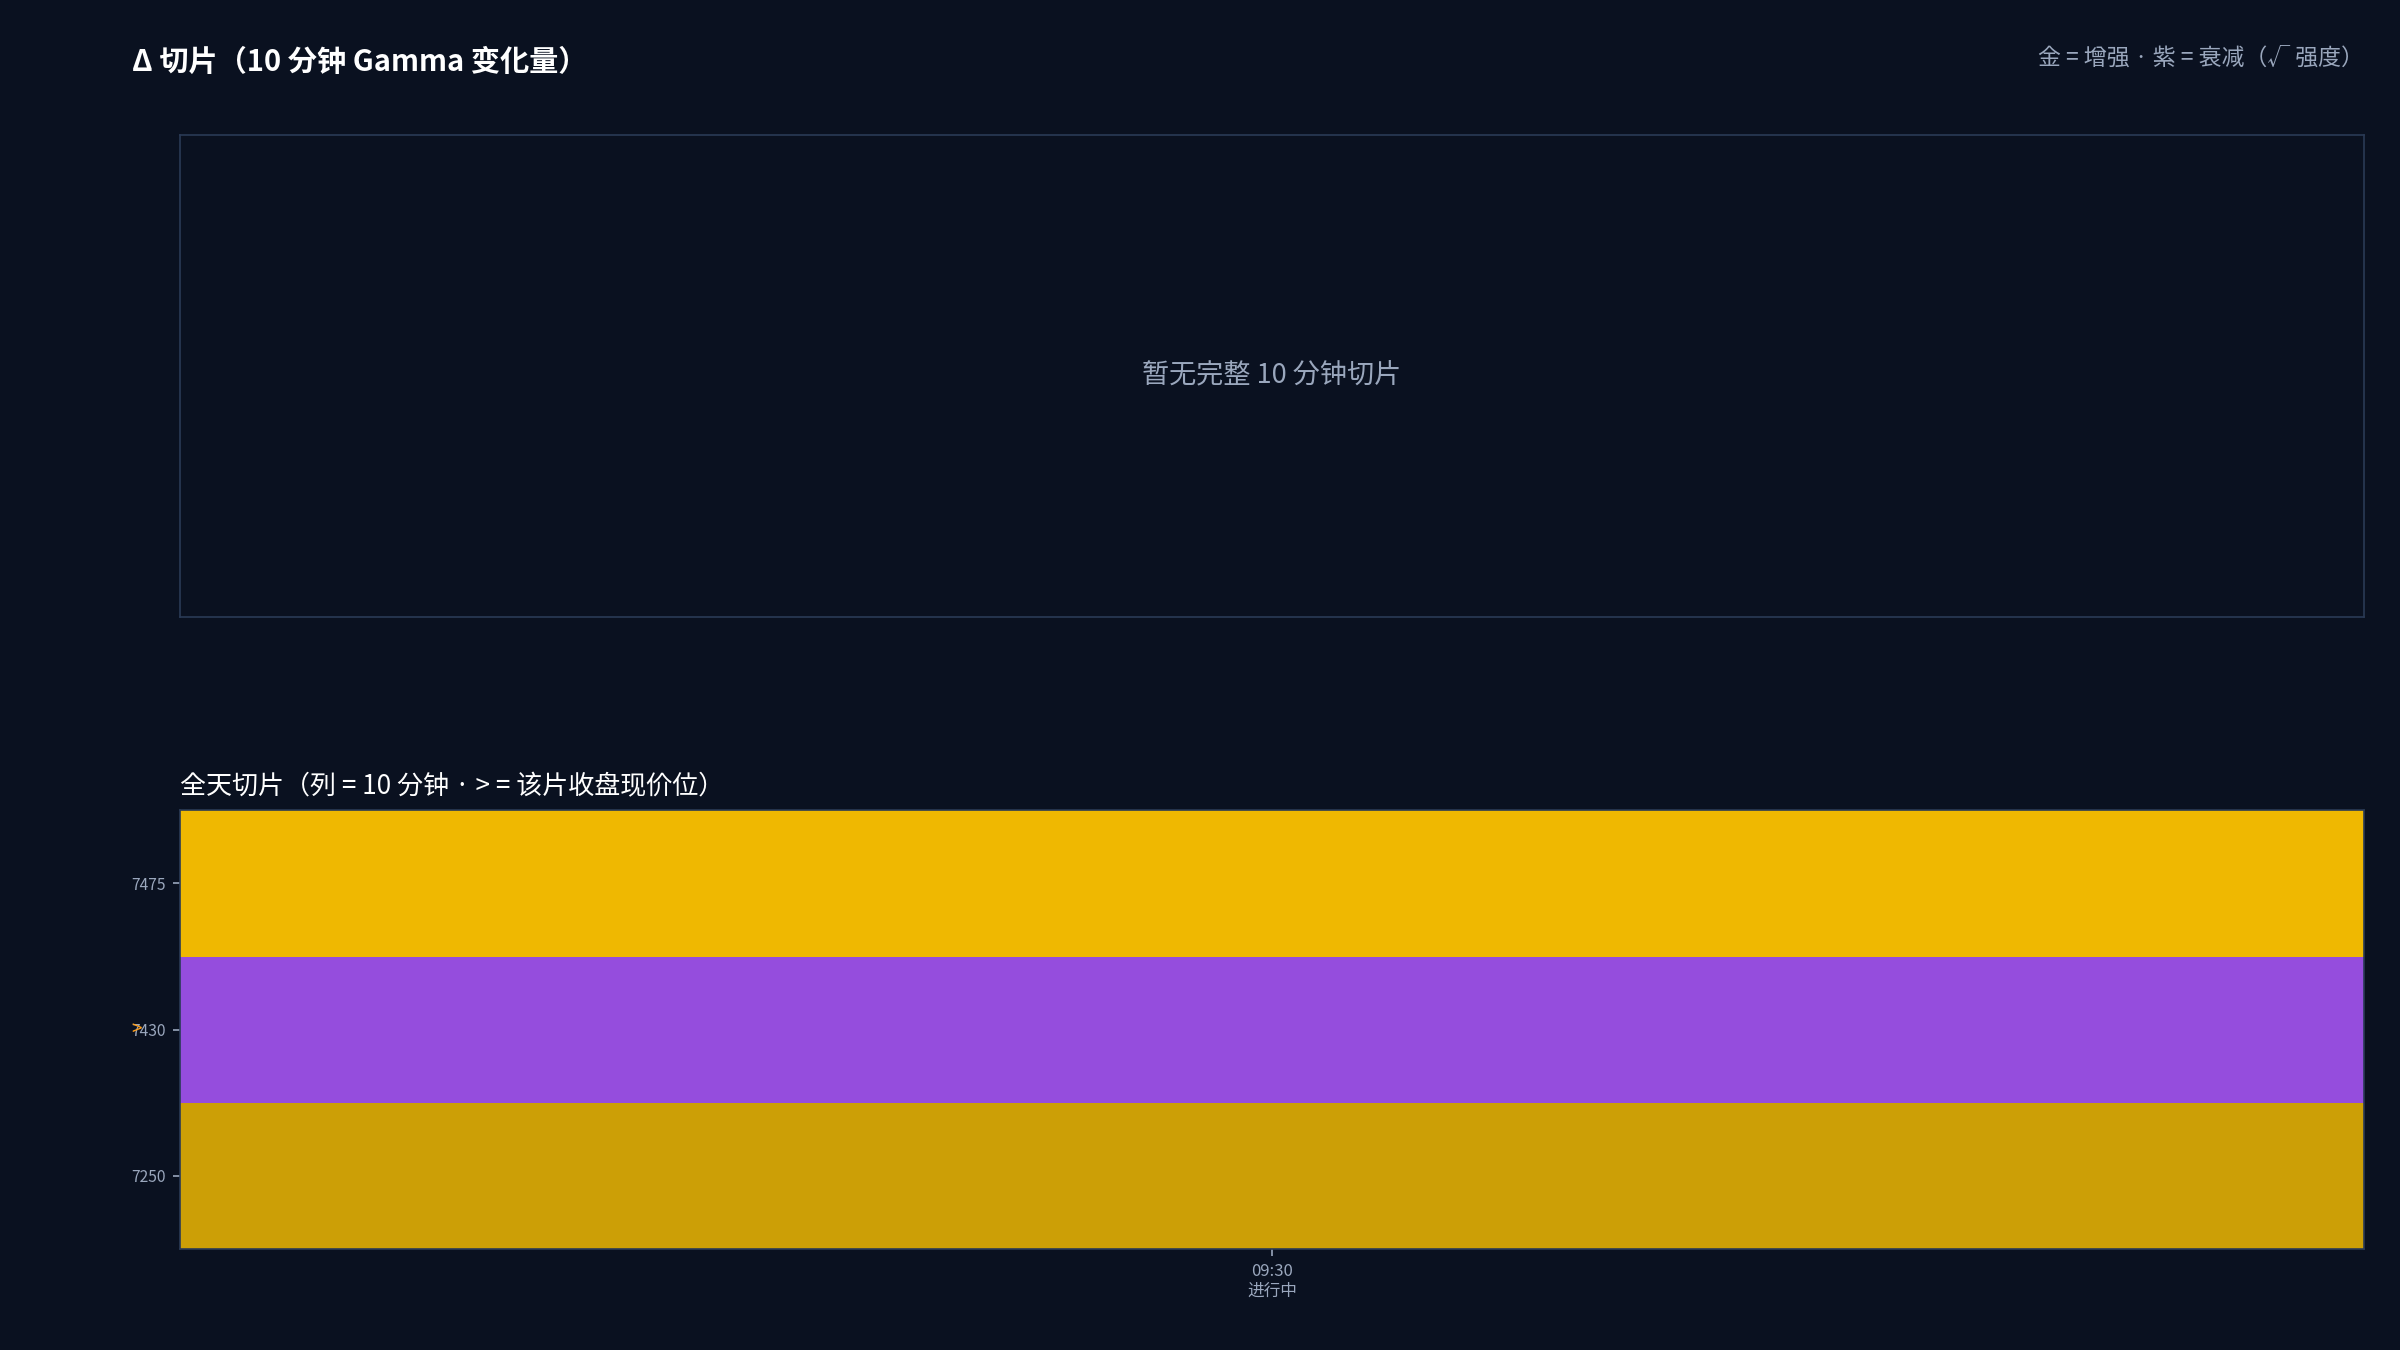 Δ 切片（10 分钟 Gamma 变化量）
金 = 增强 · 紫 = 衰减（√ 强度）
暂无完整 10 分钟切片
全天切片（列 = 10 分钟 · > = 该片收盘现价位）
7475
> 7430
7250
09:30
进行中